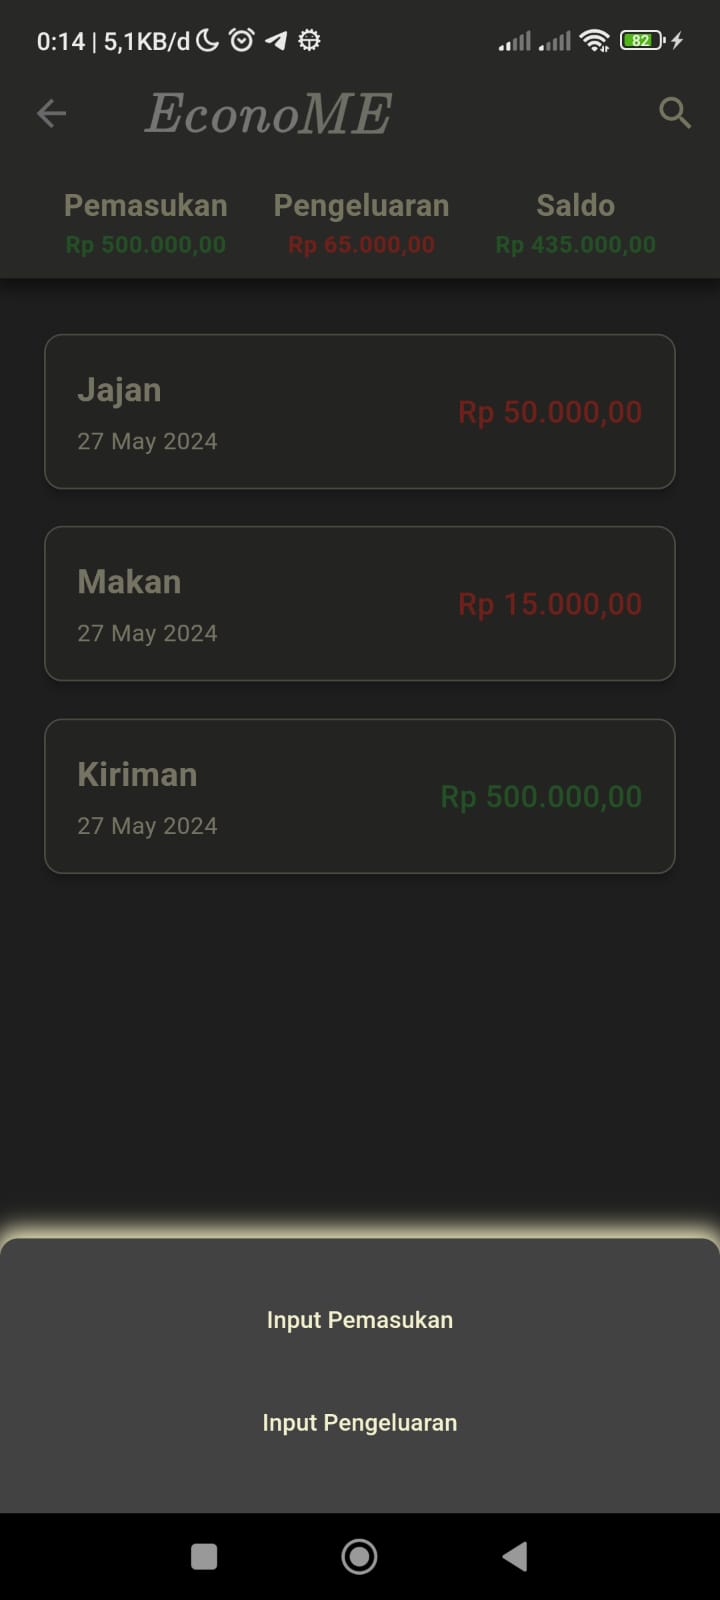 0:14 | 5,1KB/d
82
EconoME
Pemasukan Pengeluaran Saldo
Rp 500.000,00 Rp 65.000,00 Rp 435.000,00
Jajan
Rp 50.000,00
27 May 2024
Makan
Rp 15.000,00
27 May 2024
Kiriman
Rp 500.000,00
27 May 2024
Input Pemasukan
Input Pengeluaran